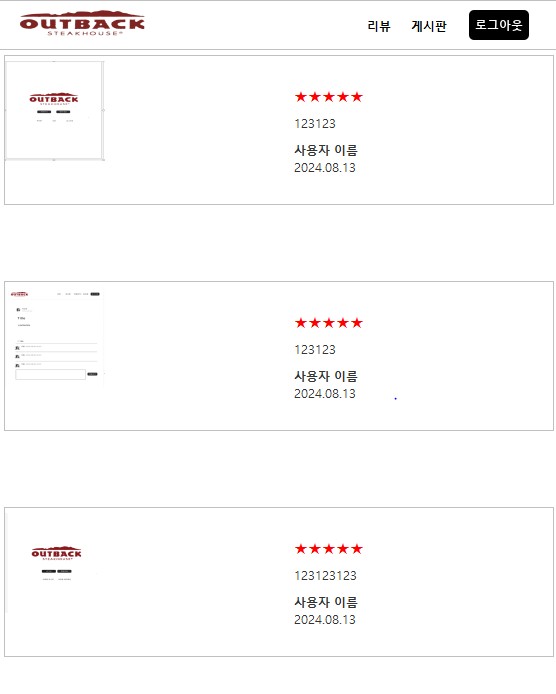 OUTBACK
STEAKHOUSE®
리뷰 게시판 로그아웃
OUTBACK
★★★★★
123123
사용자 이름
2024.08.13
★★★★★
123123
사용자 이름
2024.08.13
OUTBACK
STEAKHOUSE
★★★★★
123123123
사용자 이름
2024.08.13